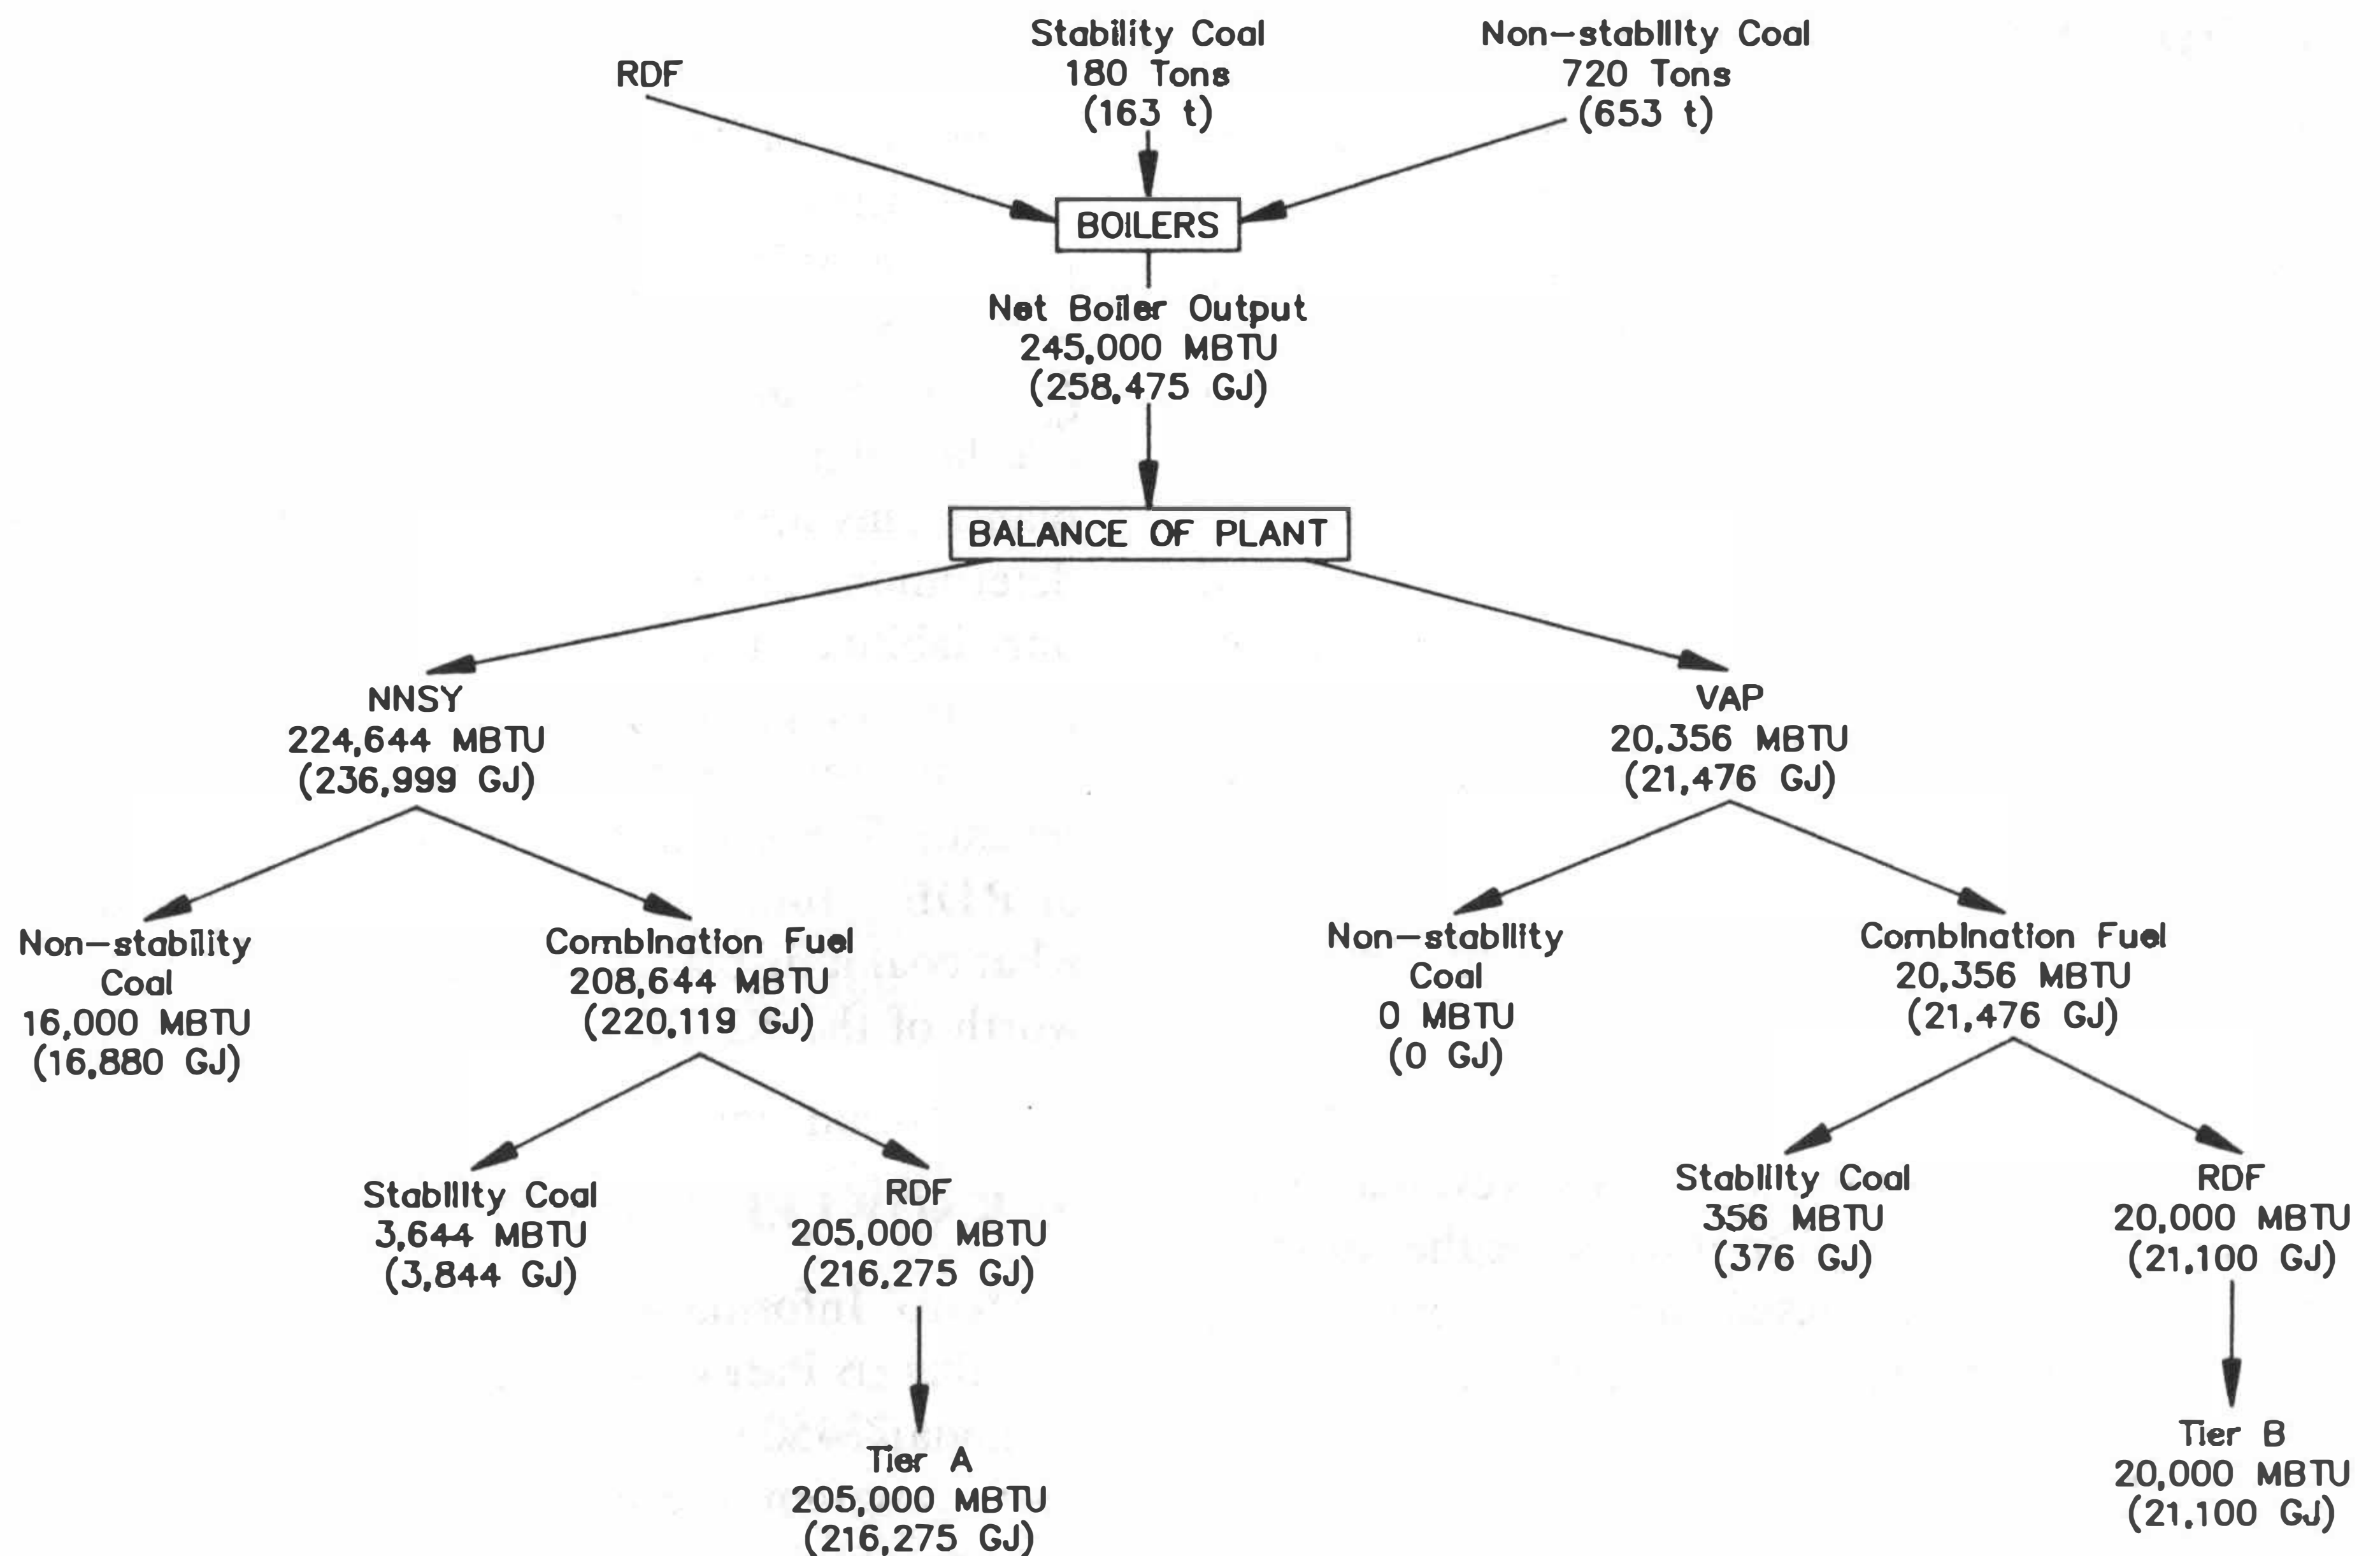 RDF
Stability Coal
180 Tons
(163 t)
Non-stability Coal
720 Tons
(653 t)
BOILERS
Net Boiler Output
245,000 MBTU
(258,475 GJ)
BALANCE OF PLANT
NNSY
224,644 MBTU
(236,999 GJ)
VAP
20,356 MBTU
(21,476 GJ)
Non-stability
Coal
16,000 MBTU
(16,880 GJ)
Combination Fuel
208,644 MBTU
(220,119 GJ)
Non-stability
Coal
0 MBTU
(0 GJ)
Combination Fuel
20,356 MBTU
(21,476 GJ)
Stability Coal
3,644 MBTU
(3,844 GJ)
RDF
205,000 MBTU
(216,275 GJ)
Stability Coal
356 MBTU
(376 GJ)
RDF
20,000 MBTU
(21,100 GJ)
Tier A
205,000 MBTU
(216,275 GJ)
Tier B
20,000 MBTU
(21,100 GJ)